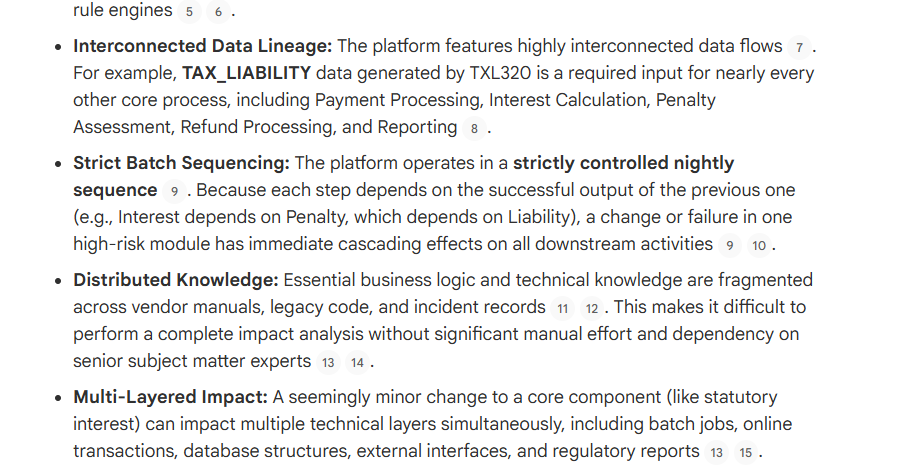 rule engines 5 6 .
• Interconnected Data Lineage: The platform features highly interconnected data flows 7 .
For example, TAX_LIABILITY data generated by TXL320 is a required input for nearly every
other core process, including Payment Processing, Interest Calculation, Penalty
Assessment, Refund Processing, and Reporting 8 .
• Strict Batch Sequencing: The platform operates in a strictly controlled nightly
sequence 9 . Because each step depends on the successful output of the previous one
(e.g., Interest depends on Penalty, which depends on Liability), a change or failure in one
high-risk module has immediate cascading effects on all downstream activities 9 10 .
• Distributed Knowledge: Essential business logic and technical knowledge are fragmented
across vendor manuals, legacy code, and incident records 11 12 . This makes it difficult to
perform a complete impact analysis without significant manual effort and dependency on
senior subject matter experts 13 14 .
• Multi-Layered Impact: A seemingly minor change to a core component (like statutory
interest) can impact multiple technical layers simultaneously, including batch jobs, online
transactions, database structures, external interfaces, and regulatory reports 13 15 .